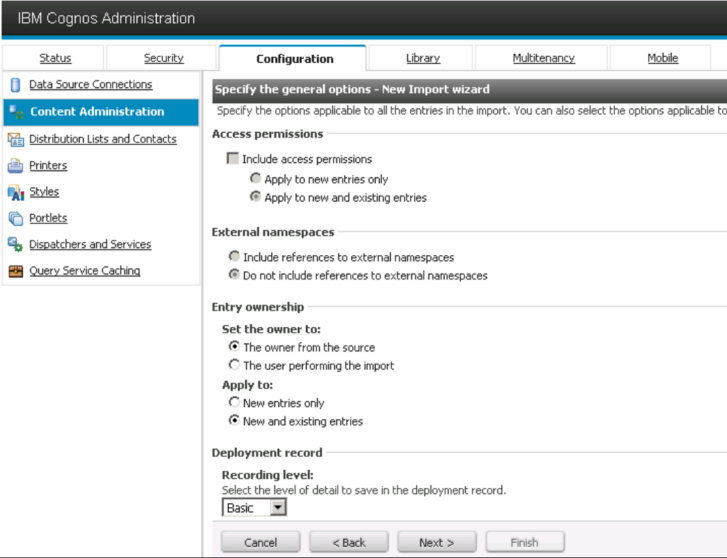 IBM Cognos Administration
Status Security Configuration Library Multitenancy Mobile
Data Source Connections
Content Administration
Distribution Lists and Contacts
Printers
Styles
Portlets
Dispatchers and Services
Query Service Caching
Specify the general options - New Import wizard
Specify the options applicable to all the entries in the import. You can also select the options applicable to
Access permissions
Include access permissions
Apply to new entries only
Apply to new and existing entries
External namespaces
Include references to external namespaces
Do not include references to external namespaces
Entry ownership
Set the owner to:
The owner from the source
The user performing the import
Apply to:
New entries only
New and existing entries
Deployment record
Recording level:
Select the level of detail to save in the deployment record.
Basic
Cancel < Back Next > Finish